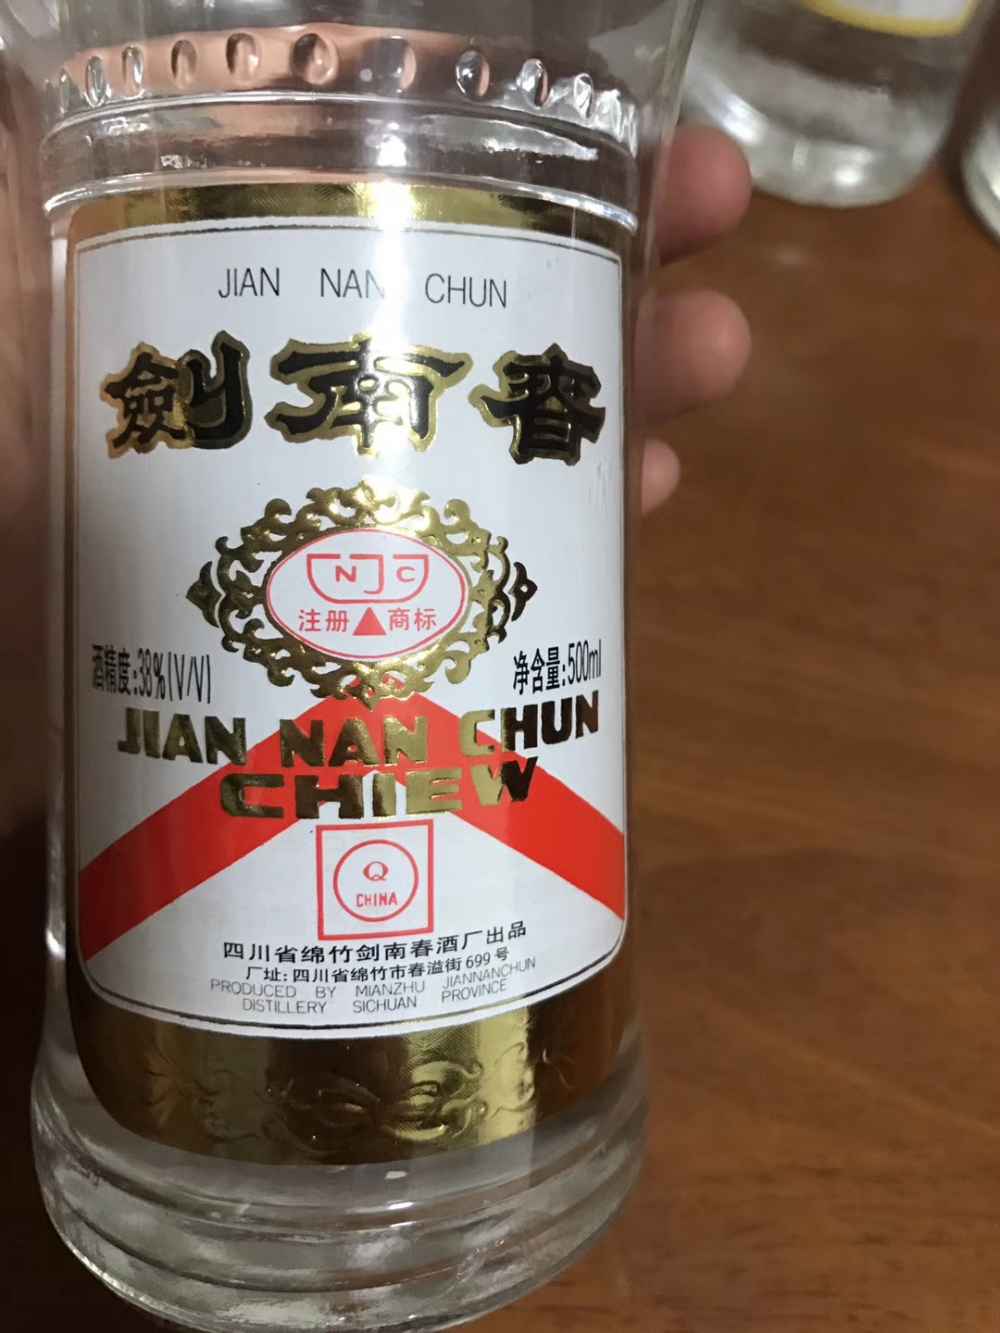 JIAN NAN CHUN
劍南春
NJC
注册 商标
酒精度:38%(V/V)
净含量:500ml
JIAN NAN CHUN
CHIEW
Q
CHINA
四川省绵竹剑南春酒厂出品
厂址:四川省绵竹市春溢街699号
PRODUCED BY MIANZHU JIANNANCHUN
DISTILLERY SICHUAN PROVINCE